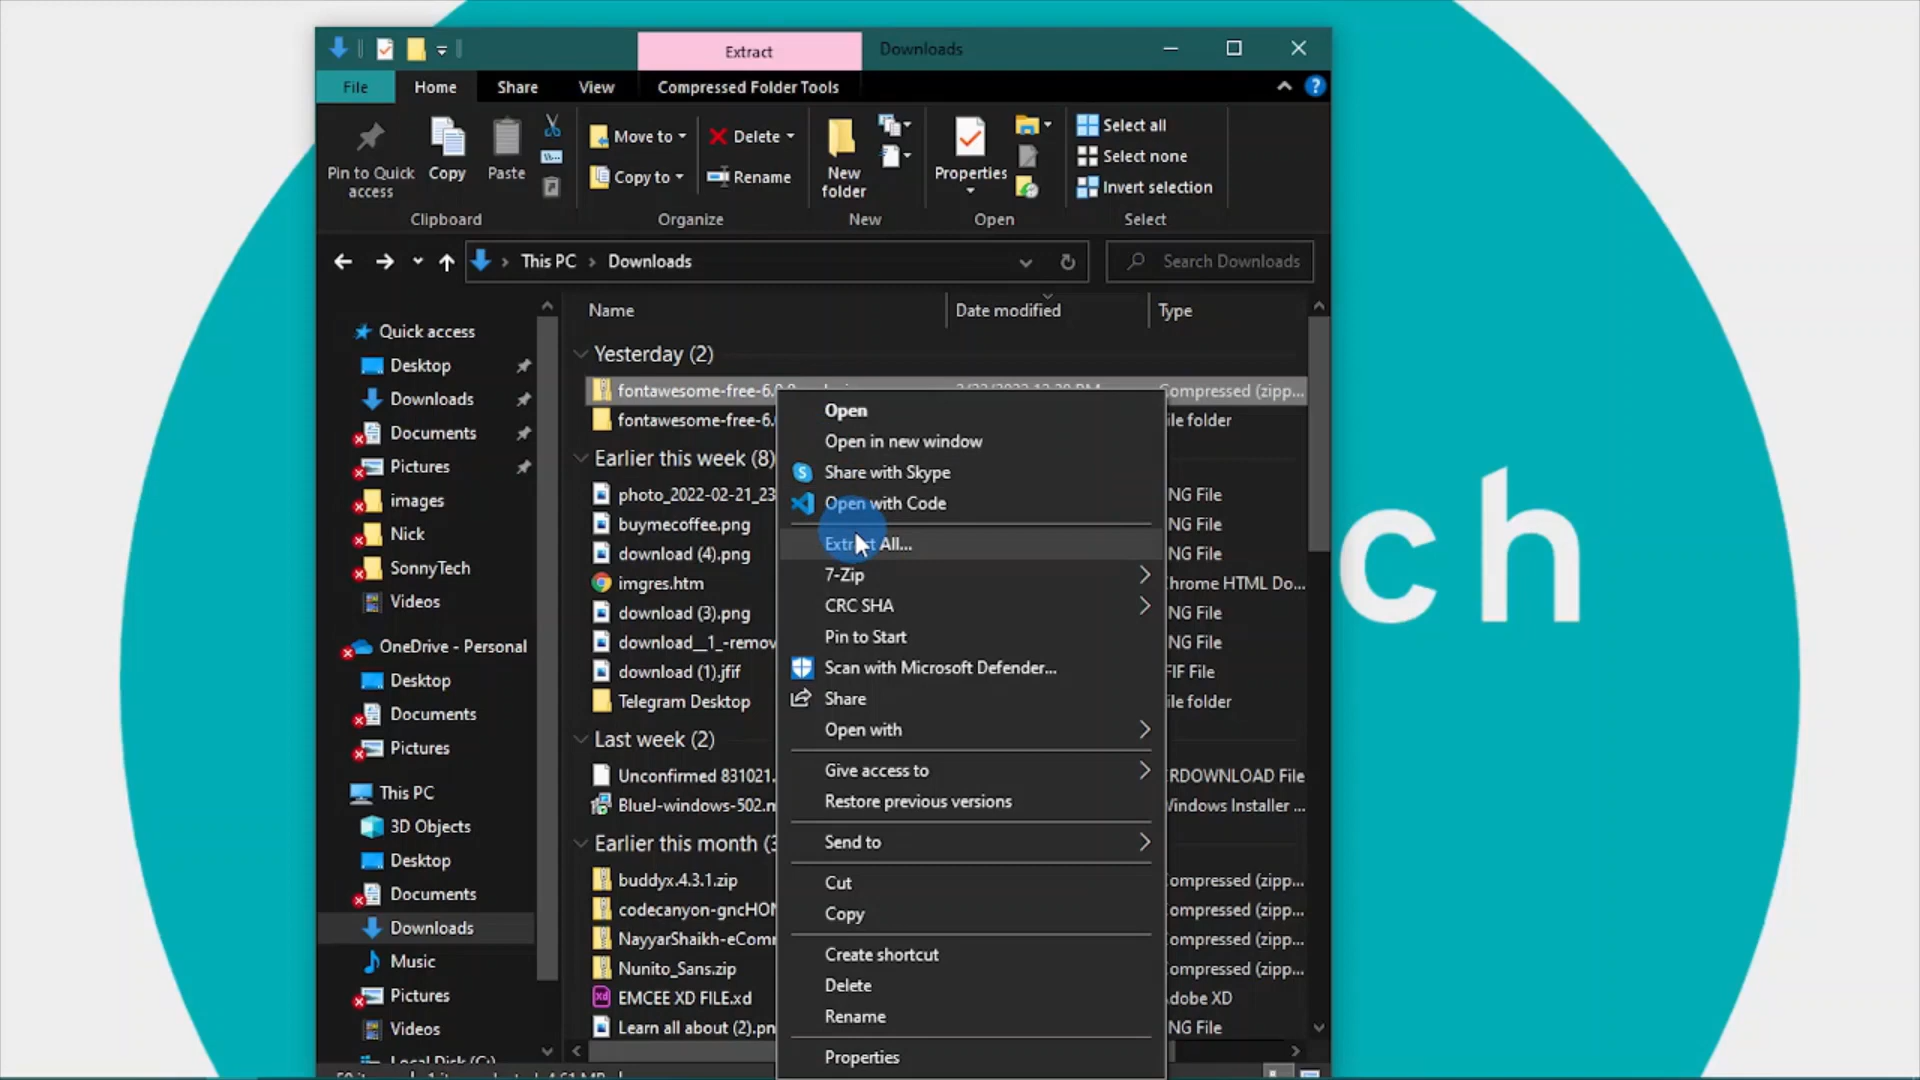 Extract
Downloads
File
Home
Share
View
Compressed Folder Tools
Pin to Quick access
Copy
Paste
Move to
Copy to
Delete
Rename
New folder
Properties
Select all
Select none
Invert selection
Clipboard
Organize
New
Open
Select
This PC > Downloads
Search Downloads
Name
Date modified
Type
Quick access
Desktop
Downloads
Documents
Pictures
images
Nick
SonnyTech
Videos
OneDrive - Personal
Desktop
Documents
Pictures
This PC
3D Objects
Desktop
Documents
Downloads
Music
Pictures
Videos
Local Disk (C:)
Yesterday (2)
fontawesome-free-6.
Compressed (zipp...
fontawesome-free-6.
ile folder
Earlier this week (8)
photo_2022-02-21_23
NG File
buymecoffee.png
NG File
download (4).png
NG File
imgres.htm
hrome HTML Do...
download (3).png
NG File
download__1_-remov
NG File
download (1).jfif
FIF File
Telegram Desktop
ile folder
Last week (2)
Unconfirmed 831021.
RDOWNLOAD File
BlueJ-windows-502.m
Windows Installer ...
Earlier this month (3
buddyx.4.3.1.zip
ompressed (zipp...
codecanyon-gncHOM
ompressed (zipp...
NayyarShaikh-eComm
ompressed (zipp...
Nunito_Sans.zip
ompressed (zipp...
EMCEE XD FILE.xd
dobe XD
Learn all about (2).pn
NG File
Open
Open in new window
Share with Skype
Open with Code
Extract All...
7-Zip
CRC SHA
Pin to Start
Scan with Microsoft Defender...
Share
Open with
Give access to
Restore previous versions
Send to
Cut
Copy
Create shortcut
Delete
Rename
Properties
ch